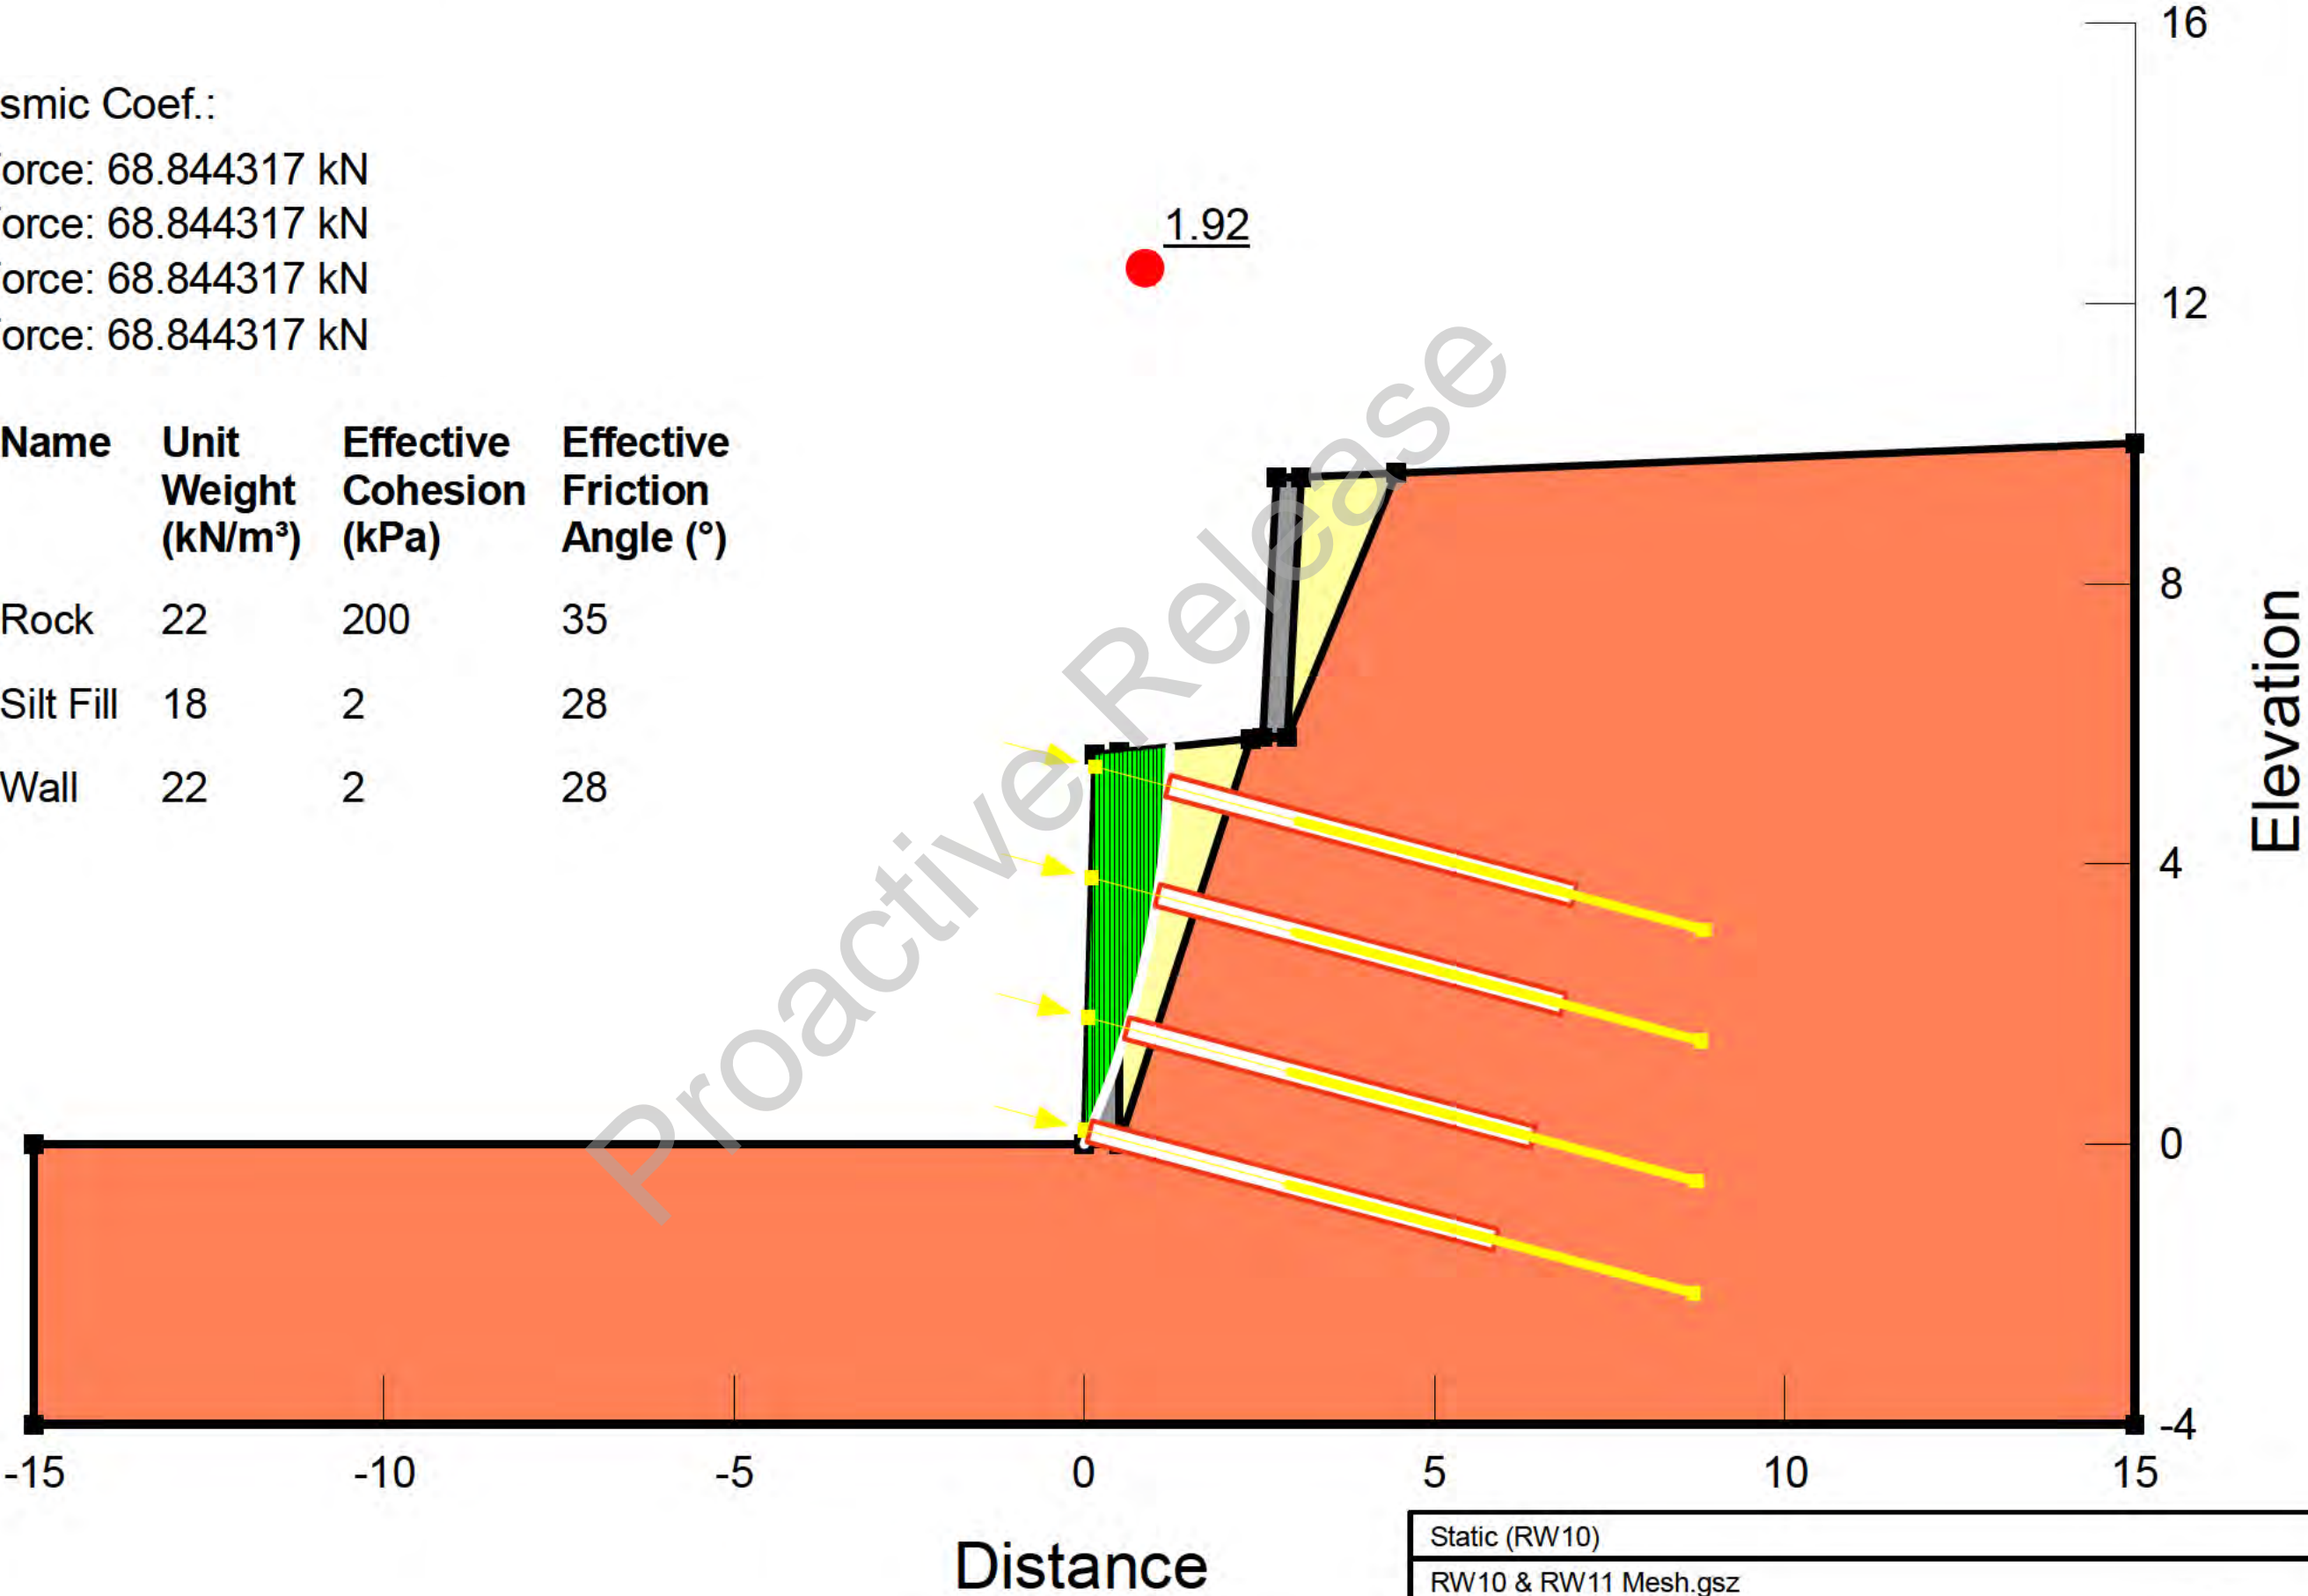 smic Coef.:
orce: 68.844317 kN
orce: 68.844317 kN
orce: 68.844317 kN
orce: 68.844317 kN
Name Unit Weight (kN/m³) Effective Cohesion (kPa) Effective Friction Angle (°)
Rock 22 200 35
Silt Fill 18 2 28
Wall 22 2 28
1.92
16
12
8
4
0
-4
Elevation
-15 -10 -5 0 5 10 15
Distance
Static (RW10)
RW10 & RW11 Mesh.gsz
Proactive Release